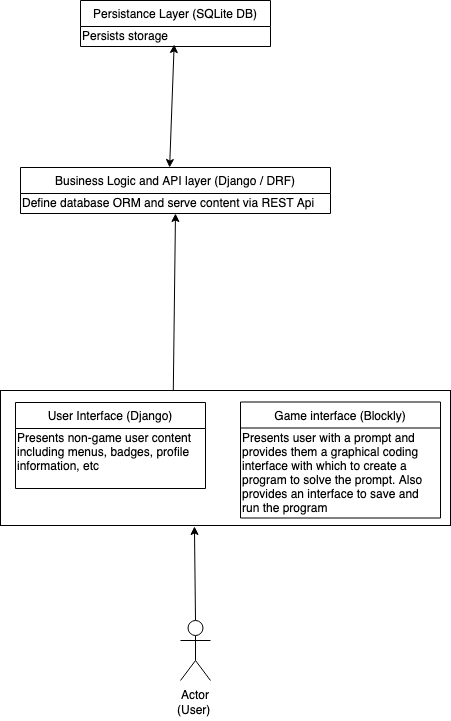 Persistance Layer (SQLite DB)
Persists storage
Business Logic and API layer (Django / DRF)
Define database ORM and serve content via REST Api
User Interface (Django)
Presents non-game user content
including menus, badges, profile
information, etc
Game interface (Blockly)
Presents user with a prompt and
provides them a graphical coding
interface with which to create a
program to solve the prompt. Also
provides an interface to save and
run the program
Actor
(User)